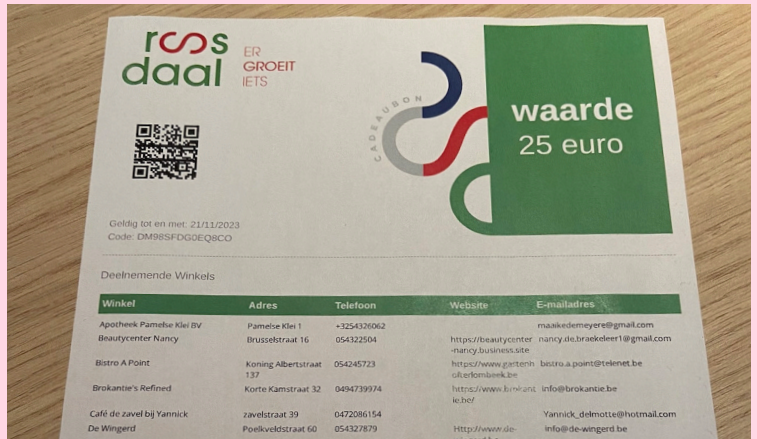 roos
daal
ER
GROEIT
IETS
CADEAUBON
waarde
25 euro
Geldig tot en met: 21/11/2023
Code: DM98SFDG0EQ8CO
Deelnemende Winkels
Winkel Adres Telefoon Website E-mailadres
Apotheek Pamelse Klei BV Pamelse Klei 1 +3254326062 maaikedemeyere@gmail.com
Beautycenter Nancy Brusselstraat 16 054322504 https://beautycenter nancy.de.braekeleer1@gmail.com
-nancy.business.site
Bistro A Point Koning Albertstraat 054245723 https://www.gastenh bistro.a.point@telenet.be
137 ofterlombeek.be
Brokantie's Refined Korte Kamstraat 32 0494739974 https://www.brokant info@brokantie.be
ie.be/
Café de zavel bij Yannick zavelstraat 39 0472086154 Yannick_delmotte@hotmail.com
De Wingerd Poelkveldstraat 60 054327879 Http://www.de- info@de-wingerd.be